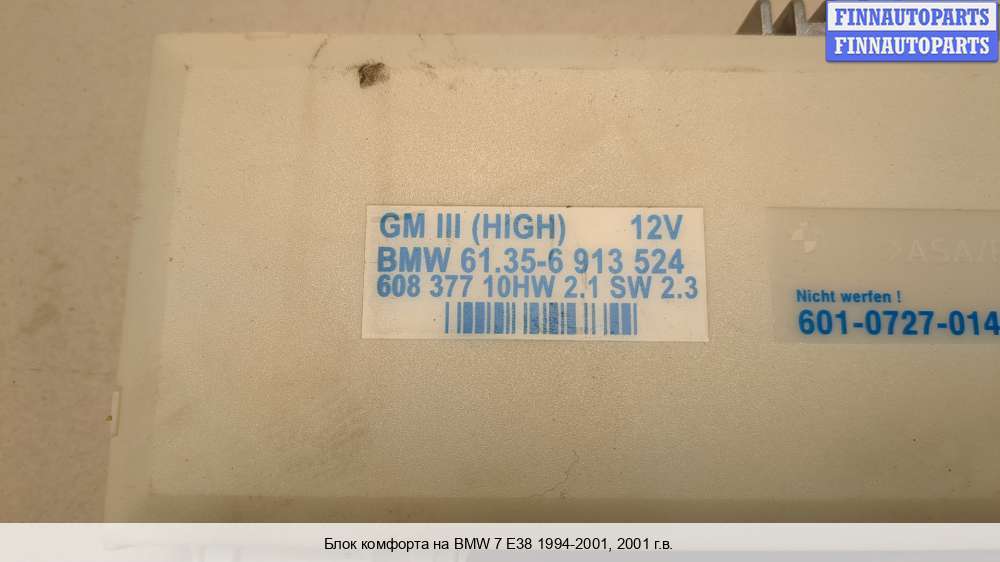 FINNAUTOPARTS
FINNAUTOPARTS
GM III (HIGH) 12V
BMW 61.35-6 913 524
608 377 10HW 2.1 SW 2.3
Nicht werfen !
601-0727-014
Блок комфорта на BMW 7 E38 1994-2001, 2001 г.в.